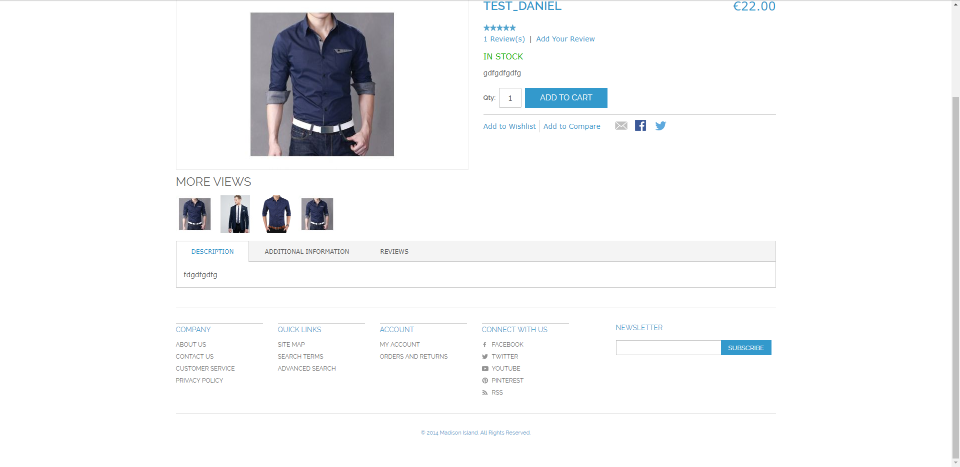 TEST_DANIEL
€22.00
1 Review(s) | Add Your Review
IN STOCK
gdfgdfgdfg
Qty: 1 ADD TO CART
Add to Wishlist Add to Compare
MORE VIEWS
DESCRIPTION ADDITIONAL INFORMATION REVIEWS
fdgdfgdfg
COMPANY
ABOUT US
CONTACT US
CUSTOMER SERVICE
PRIVACY POLICY
QUICK LINKS
SITE MAP
SEARCH TERMS
ADVANCED SEARCH
ACCOUNT
MY ACCOUNT
ORDERS AND RETURNS
CONNECT WITH US
FACEBOOK
TWITTER
YOUTUBE
PINTEREST
RSS
NEWSLETTER
SUBSCRIBE
© 2014 Madison Island. All Rights Reserved.